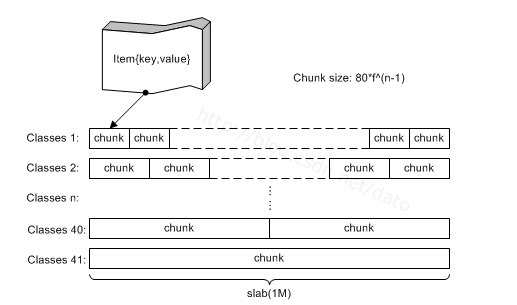 Item{key,value}
Chunk size: 80*f^(n-1)
Classes 1: chunk chunk chunk chunk
Classes 2: chunk chunk chunk chunk
Classes n:
Classes 40: chunk chunk
Classes 41: chunk
slab(1M)